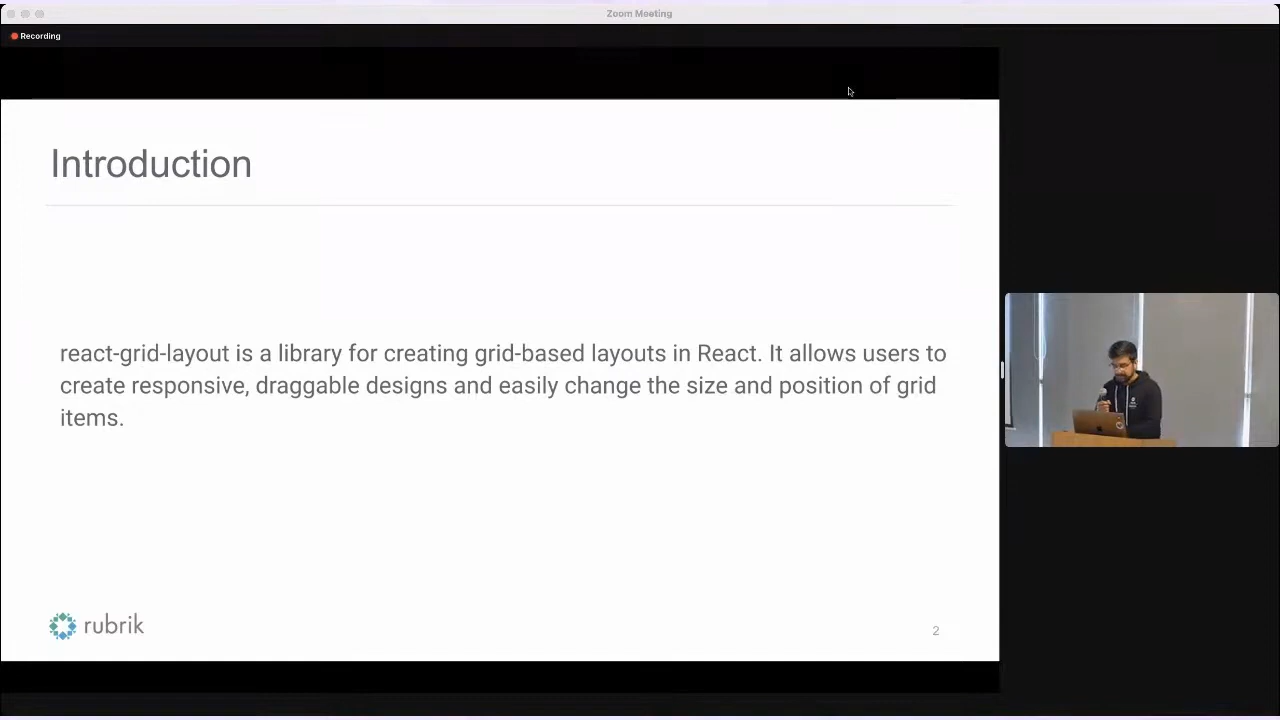 Zoom Meeting
Recording
Introduction
react-grid-layout is a library for creating grid-based layouts in React. It allows users to
create responsive, draggable designs and easily change the size and position of grid
items.
rubrik
2